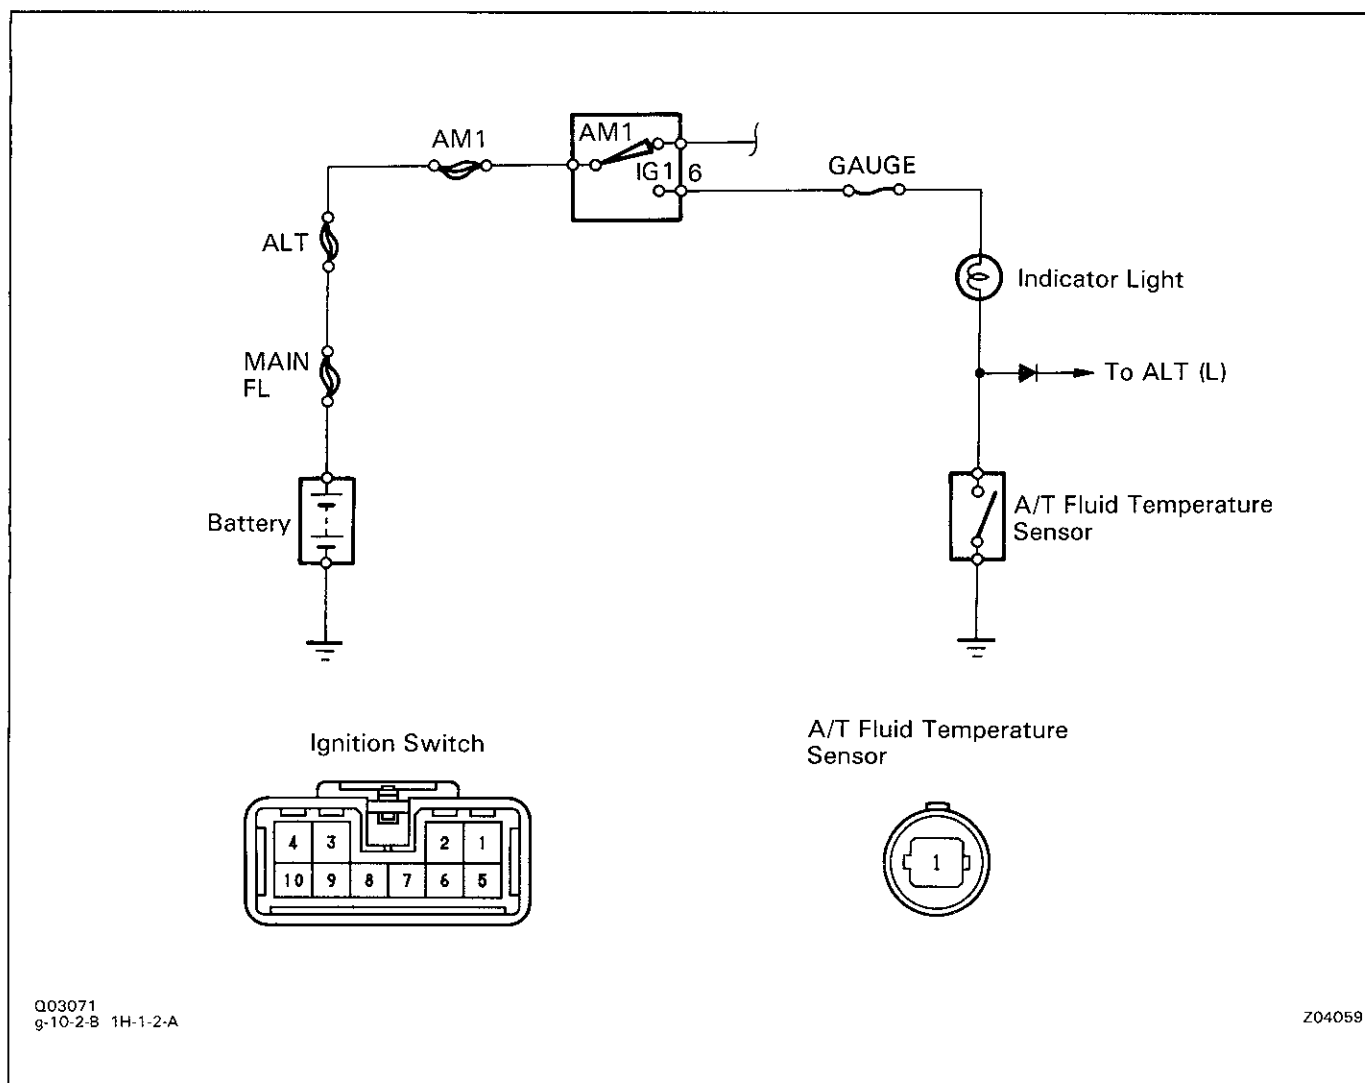 AM1
AM1
IG1 6
GAUGE
ALT
Indicator Light
MAIN
FL
To ALT (L)
Battery
A/T Fluid Temperature
Sensor
Ignition Switch
A/T Fluid Temperature
Sensor
4 3 2 1
10 9 8 7 6 5
1
Q03071
g-10-2-B 1H-1-2-A
Z04059